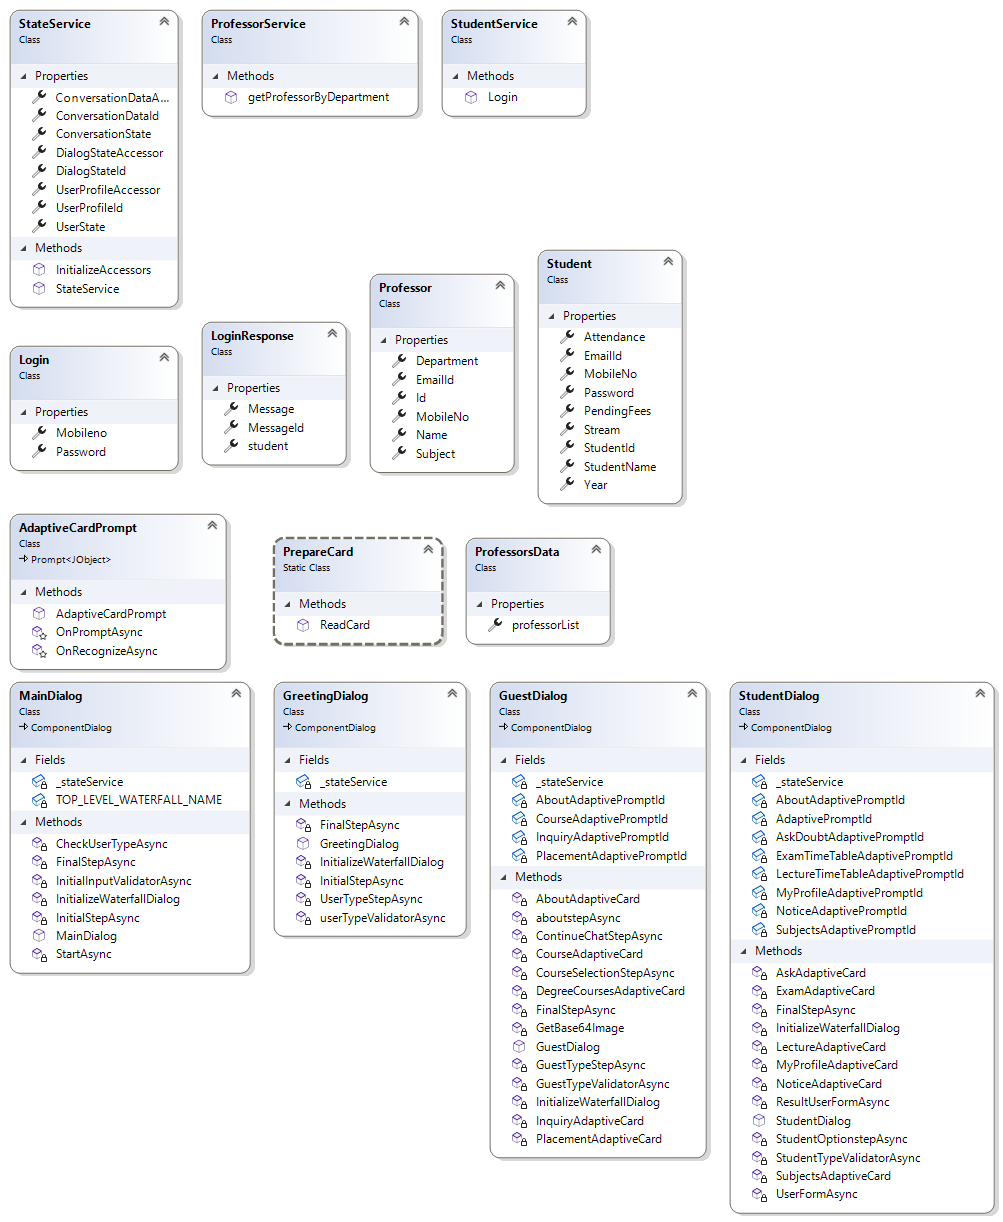 StateService
Class
Properties
ConversationDataA...
ConversationDataId
ConversationState
DialogStateAccessor
DialogStateId
UserProfileAccessor
UserProfileId
UserState
Methods
InitializeAccessors
StateService
ProfessorService
Class
Methods
getProfessorByDepartment
StudentService
Class
Methods
Login
Login
Class
Properties
Mobileno
Password
LoginResponse
Class
Properties
Message
MessageId
student
Professor
Class
Properties
Department
EmailId
Id
MobileNo
Name
Subject
Student
Class
Properties
Attendance
EmailId
MobileNo
Password
PendingFees
Stream
StudentId
StudentName
Year
AdaptiveCardPrompt
Class
Prompt<JObject>
Methods
AdaptiveCardPrompt
OnPromptAsync
OnRecognizeAsync
PrepareCard
Static Class
Methods
ReadCard
ProfessorsData
Class
Properties
professorList
MainDialog
Class
ComponentDialog
Fields
_stateService
TOP_LEVEL_WATERFALL_NAME
Methods
CheckUserTypeAsync
FinalStepAsync
InitialInputValidatorAsync
InitializeWaterfallDialog
InitialStepAsync
MainDialog
StartAsync
GreetingDialog
Class
ComponentDialog
Fields
_stateService
Methods
FinalStepAsync
GreetingDialog
InitializeWaterfallDialog
InitialStepAsync
UserTypeStepAsync
userTypeValidatorAsync
GuestDialog
Class
ComponentDialog
Fields
_stateService
AboutAdaptivePromptId
CourseAdaptivePromptId
InquiryAdaptivePromptId
PlacementAdaptivePromptId
Methods
AboutAdaptiveCard
aboutstepAsync
ContinueChatStepAsync
CourseAdaptiveCard
CourseSelectionStepAsync
DegreeCoursesAdaptiveCard
FinalStepAsync
GetBase64Image
GuestDialog
GuestTypeStepAsync
GuestTypeValidatorAsync
InitializeWaterfallDialog
InquiryAdaptiveCard
PlacementAdaptiveCard
StudentDialog
Class
ComponentDialog
Fields
_stateService
AboutAdaptivePromptId
AdaptivePromptId
AskDoubtAdaptivePromptId
ExamTimeTableAdaptivePromptId
LectureTimeTableAdaptivePromptId
MyProfileAdaptivePromptId
NoticeAdaptivePromptId
SubjectsAdaptivePromptId
Methods
AskAdaptiveCard
ExamAdaptiveCard
FinalStepAsync
InitializeWaterfallDialog
LectureAdaptiveCard
MyProfileAdaptiveCard
NoticeAdaptiveCard
ResultUserFormAsync
StudentDialog
StudentOptionstepAsync
StudentTypeValidatorAsync
SubjectsAdaptiveCard
UserFormAsync